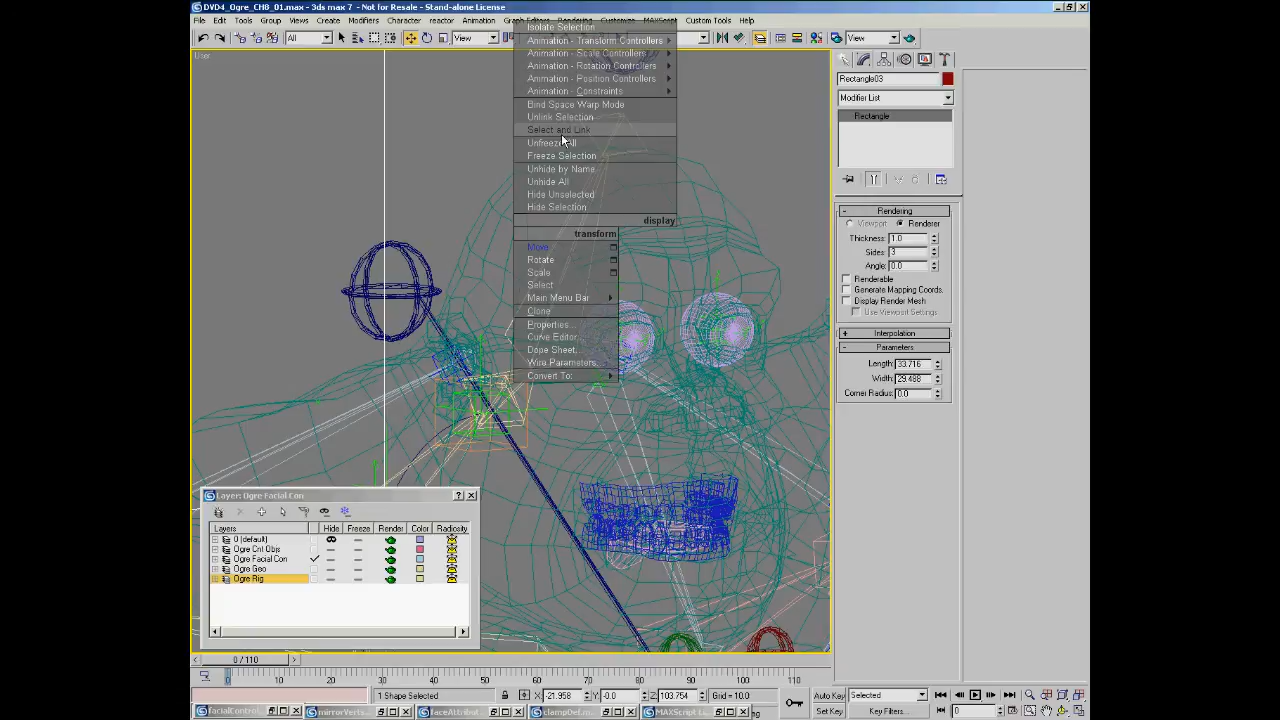 DVD4_Ogre_CH8_01.max - 3ds max 7 - Not for Resale - Stand-alone License
File Edit Tools Group Views Create Modifiers Character reactor Animation Graph Editors Rendering Customize MAXScript Custom Tools Help
All View View
User
Isolate Selection
Animation - Transform Controllers
Animation - Scale Controllers
Animation - Rotation Controllers
Animation - Position Controllers
Animation - Constraints
Bind Space Warp Mode
Unlink Selection
Select and Link
Unfreeze All
Freeze Selection
Unhide by Name
Unhide All
Hide Unselected
Hide Selection
display
transform
Move
Rotate
Scale
Select
Main Menu Bar
Clone
Properties...
Curve Editor...
Dope Sheet...
Wire Parameters...
Convert To:
Rectangle03
Modifier List
Rectangle
- Rendering
Viewport Renderer
Thickness: 1.0
Sides: 3
Angle: 0.0
Renderable
Generate Mapping Coords.
Display Render Mesh
Use Viewport Settings
+ Interpolation
- Parameters
Length: 33.716
Width: 29.488
Corner Radius: 0.0
Layer: Ogre Facial Con
Layers Hide Freeze Render Color Radiosity
0 (default)
Ogre Cnt Objs
Ogre Facial Con
Ogre Geo
Ogre Rig
0 / 110
0 10 20 30 40 50 60 70 80 90 100 110
1 Shape Selected X: -21.958 Y: -0.0 Z: 103.754 Grid = 10.0 Auto Key Selected
Set Key Key Filters... 0
facialControl... mirrorVerts... faceAttribut... clampDef.m... MAXScript Li...